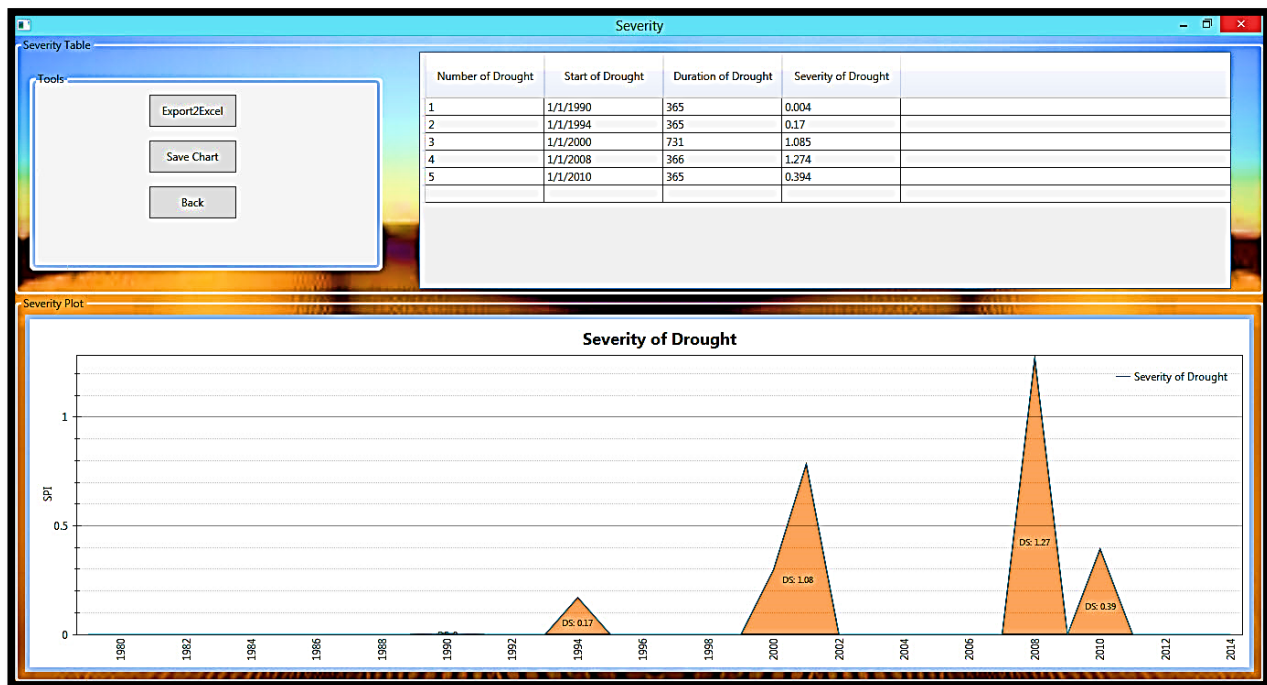 Severity
Severity Table
Tools
Export2Excel
Save Chart
Back
Number of Drought Start of Drought Duration of Drought Severity of Drought
1 1/1/1990 365 0.004
2 1/1/1994 365 0.17
3 1/1/2000 731 1.085
4 1/1/2008 366 1.274
5 1/1/2010 365 0.394
Severity Plot
Severity of Drought
Severity of Drought
1
SPI
0.5
0
DS: 0.17
DS: 1.08
DS: 1.27
DS: 0.39
1980 1982 1984 1986 1988 1990 1992 1994 1996 1998 2000 2002 2004 2006 2008 2010 2012 2014